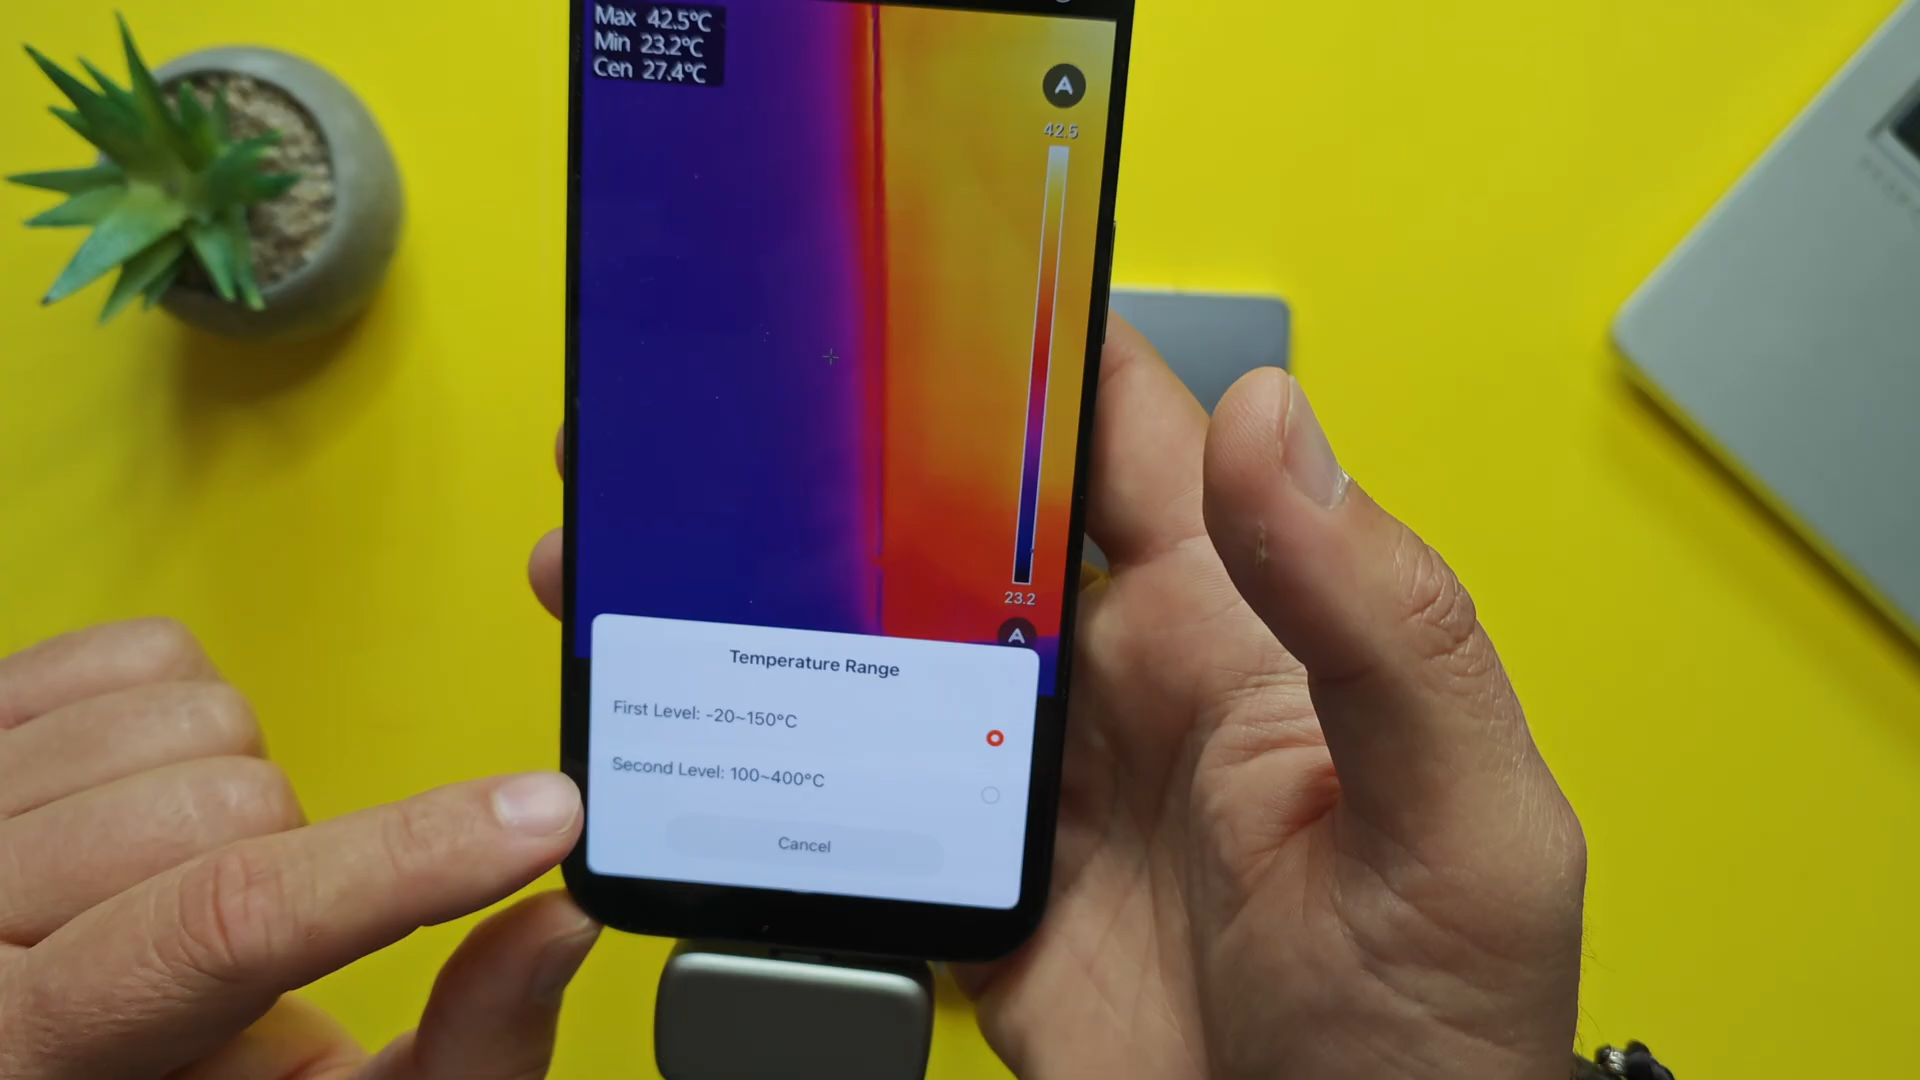 Max 42.5℃
Min 23.2℃
Cen 27.4℃
A
42.5
23.2
A
Temperature Range
First Level: -20~150°C
Second Level: 100~400°C
Cancel